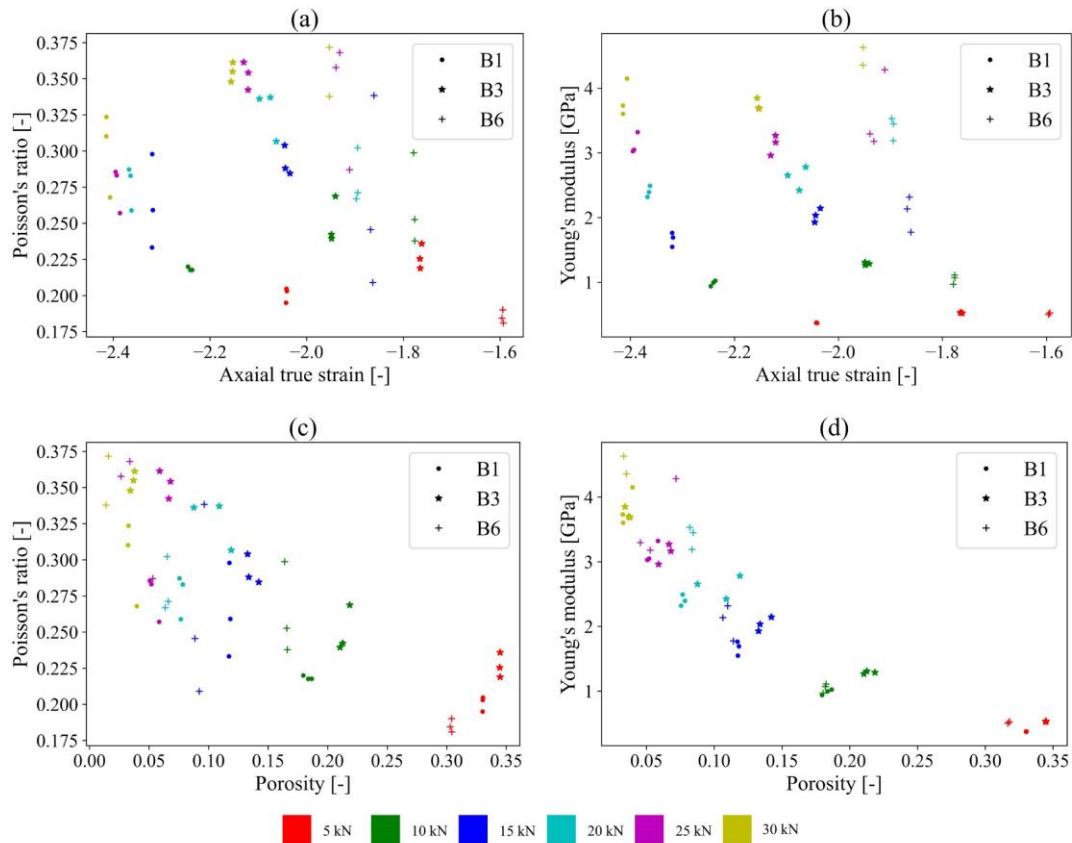 (a)
0.375
0.350
0.325
0.300
0.275
0.250
0.225
0.200
0.175
Poisson's ratio [-]
B1
B3
B6
−2.4
−2.2
−2.0
−1.8
−1.6
Axaial true strain [-]
(b)
4
3
2
1
Young's modulus [GPa]
B1
B3
B6
−2.4
−2.2
−2.0
−1.8
−1.6
Axial true strain [-]
(c)
0.375
0.350
0.325
0.300
0.275
0.250
0.225
0.200
0.175
Poisson's ratio [-]
B1
B3
B6
0.00
0.05
0.10
0.15
0.20
0.25
0.30
0.35
Porosity [-]
(d)
4
3
2
1
Young's modulus [GPa]
B1
B3
B6
0.05
0.10
0.15
0.20
0.25
0.30
0.35
Porosity [-]
5 kN
10 kN
15 kN
20 kN
25 kN
30 kN